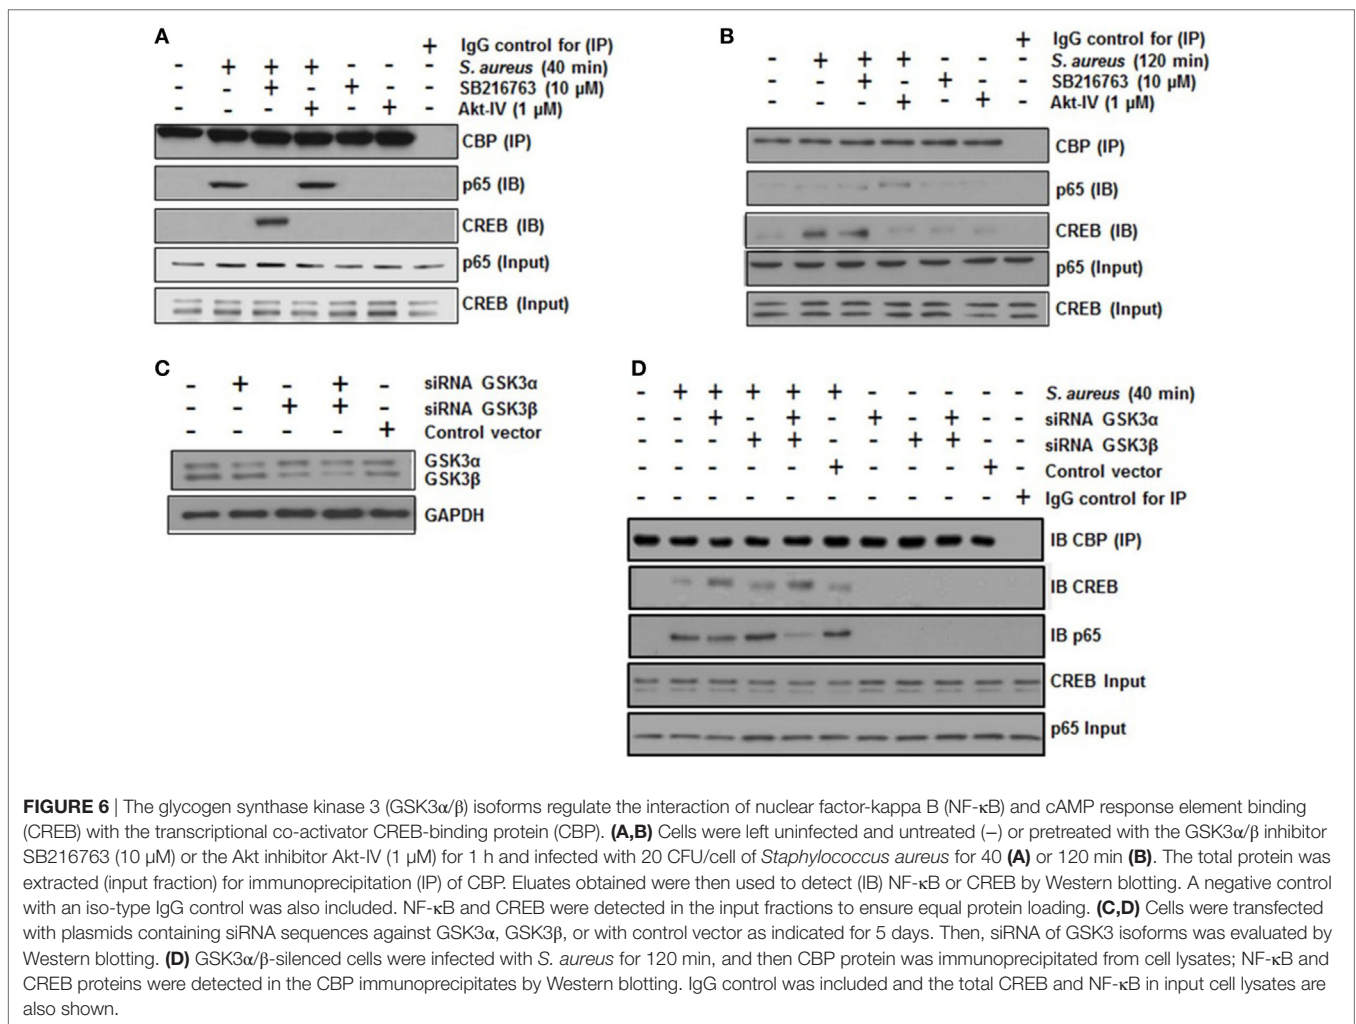 A
- - - - - - + IgG control for (IP)
- + + + - - - S. aureus (40 min)
- - + - + - - SB216763 (10 µM)
- - - + - + - Akt-IV (1 µM)
CBP (IP)
p65 (IB)
CREB (IB)
p65 (Input)
CREB (Input)
B
+ IgG control for (IP)
- + + + - - - S. aureus (120 min)
- - + - + - - SB216763 (10 µM)
- - - + - + - Akt-IV (1 µM)
CBP (IP)
p65 (IB)
CREB (IB)
p65 (Input)
CREB (Input)
C
- + - + - siRNA GSK3α
- - + + - siRNA GSK3β
- - - - + Control vector
GSK3α
GSK3β
GAPDH
D
- + + + + + - - - - - S. aureus (40 min)
- - + - + - + - + - - siRNA GSK3α
- - - + + - - + + - - siRNA GSK3β
- - - - - + - - - + - Control vector
- - - - - - - - - - + IgG control for IP
IB CBP (IP)
IB CREB
IB p65
CREB Input
p65 Input
FIGURE 6 | The glycogen synthase kinase 3 (GSK3α/β) isoforms regulate the interaction of nuclear factor-kappa B (NF-κB) and cAMP response element binding
(CREB) with the transcriptional co-activator CREB-binding protein (CBP). (A,B) Cells were left uninfected and untreated (−) or pretreated with the GSK3α/β inhibitor
SB216763 (10 µM) or the Akt inhibitor Akt-IV (1 µM) for 1 h and infected with 20 CFU/cell of Staphylococcus aureus for 40 (A) or 120 min (B). The total protein was
extracted (input fraction) for immunoprecipitation (IP) of CBP. Eluates obtained were then used to detect (IB) NF-κB or CREB by Western blotting. A negative control
with an iso-type IgG control was also included. NF-κB and CREB were detected in the input fractions to ensure equal protein loading. (C,D) Cells were transfected
with plasmids containing siRNA sequences against GSK3α, GSK3β, or with control vector as indicated for 5 days. Then, siRNA of GSK3 isoforms was evaluated by
Western blotting. (D) GSK3α/β-silenced cells were infected with S. aureus for 120 min, and then CBP protein was immunoprecipitated from cell lysates; NF-κB and
CREB proteins were detected in the CBP immunoprecipitates by Western blotting. IgG control was included and the total CREB and NF-κB in input cell lysates are
also shown.